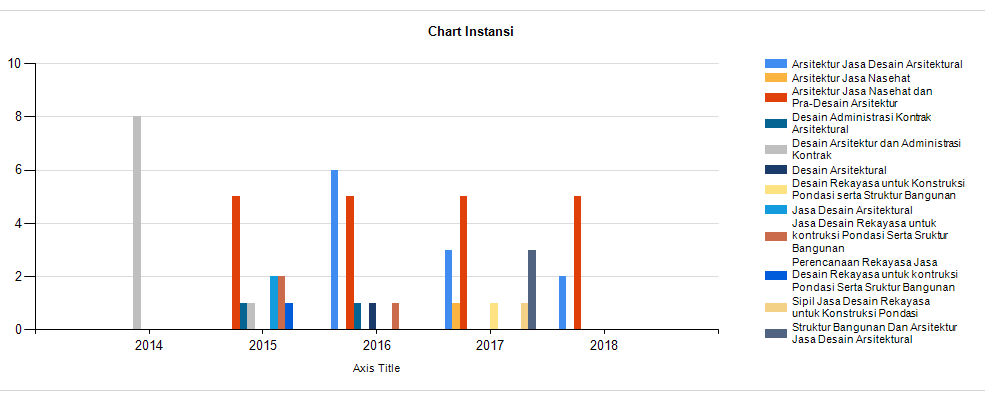 Chart Instansi
10
8
6
4
2
0
2014
2015
2016
2017
2018
Axis Title
Arsitektur Jasa Desain Arsitektural
Arsitektur Jasa Nasehat
Arsitektur Jasa Nasehat dan
Pra-Desain Arsitektur
Desain Administrasi Kontrak
Arsitektural
Desain Arsitektur dan Administrasi
Kontrak
Desain Arsitektural
Desain Rekayasa untuk Konstruksi
Pondasi serta Struktur Bangunan
Jasa Desain Arsitektural
Jasa Desain Rekayasa untuk
kontruksi Pondasi Serta Sruktur
Bangunan
Perencanaan Rekayasa Jasa
Desain Rekayasa untuk kontruksi
Pondasi Serta Sruktur Bangunan
Sipil Jasa Desain Rekayasa
untuk Konstruksi Pondasi
Struktur Bangunan Dan Arsitektur
Jasa Desain Arsitektural